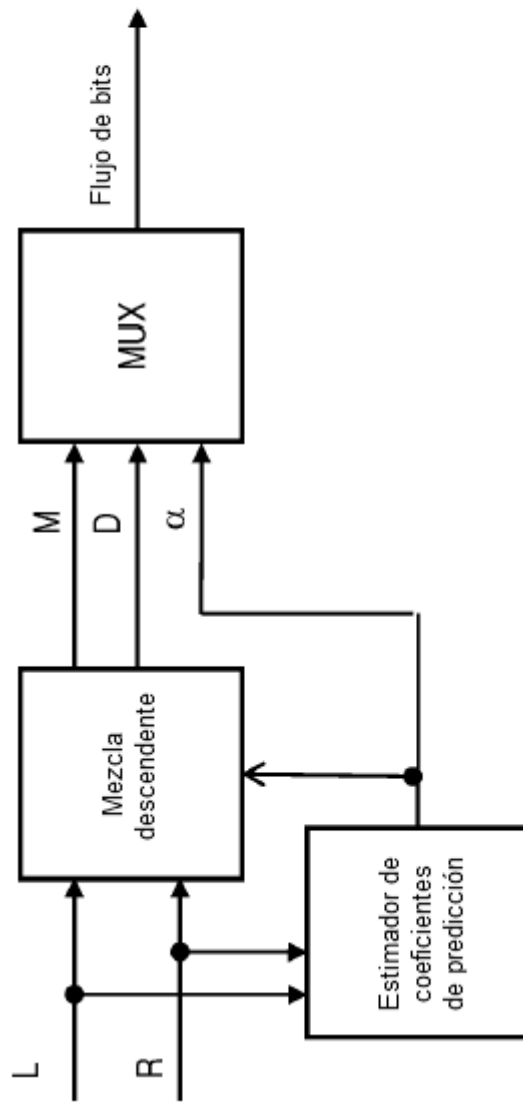 L
R
Mezcla
descendente
Estimador de
coeficientes
de predicción
M
D
α
MUX
Flujo de bits